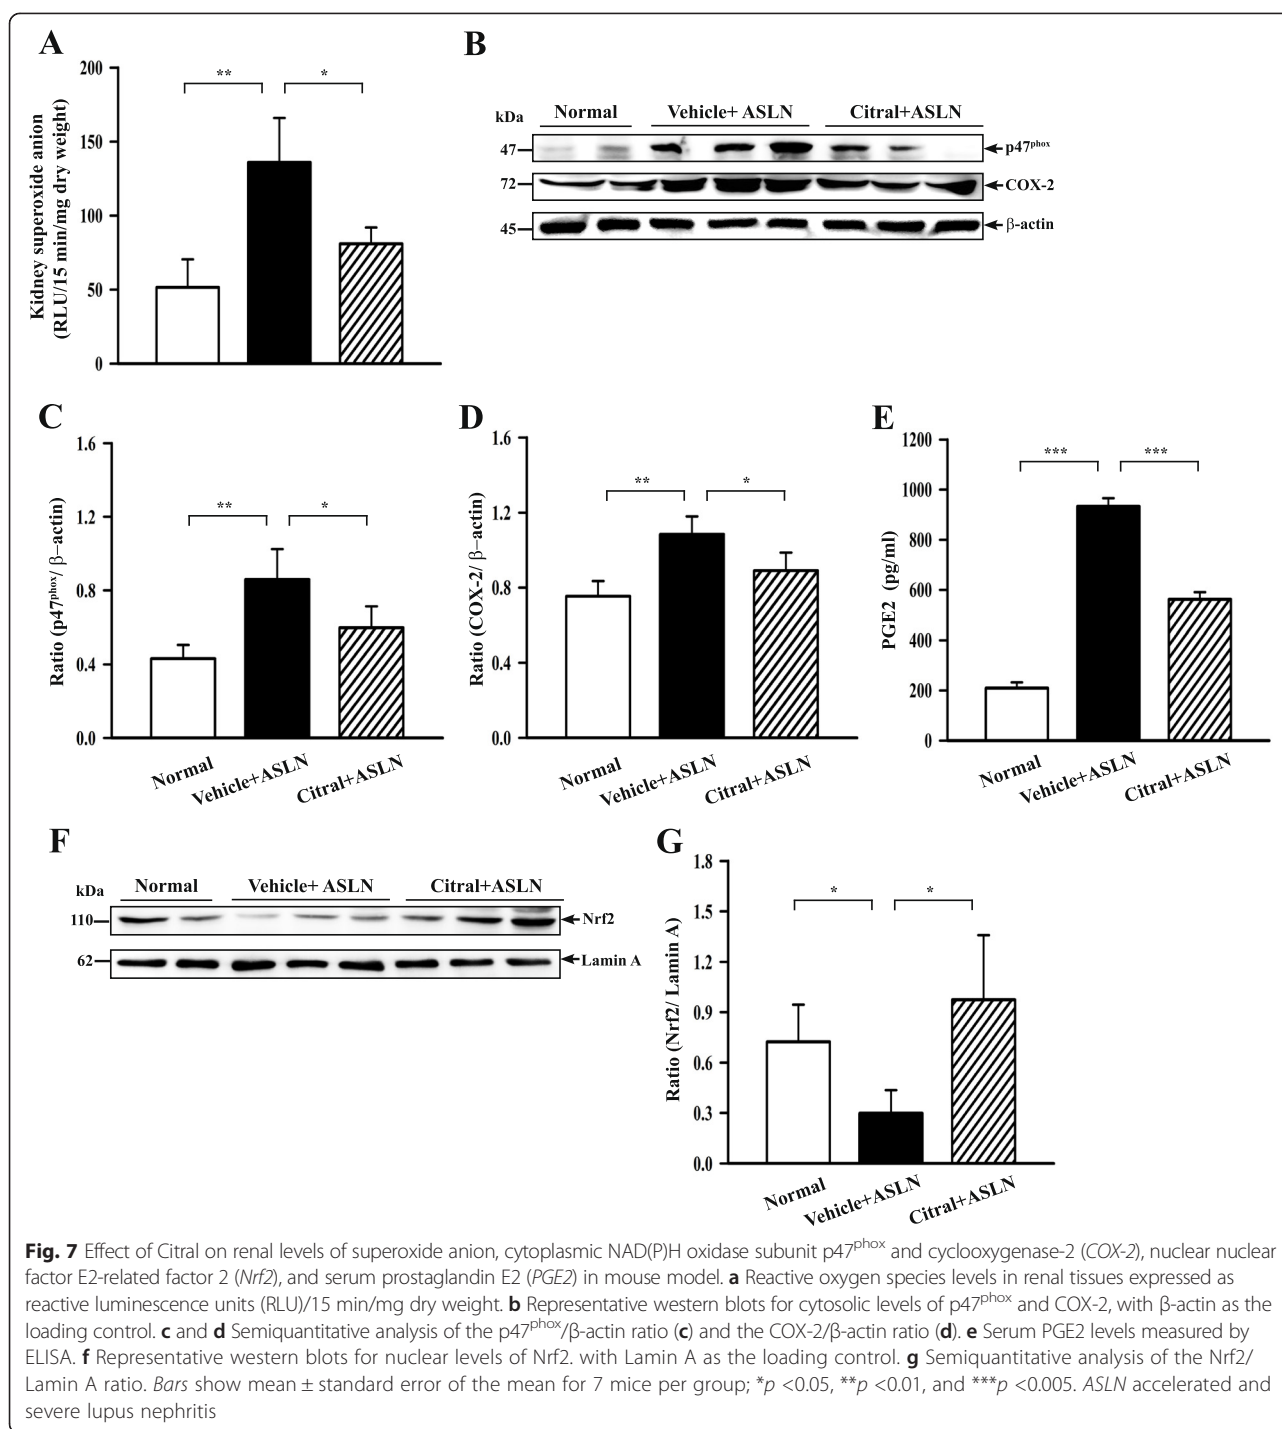 A
Kidney superoxide anion
(RLU/15 min/mg dry weight)
200
150
100
50
0
**
*
B
kDa
Normal
Vehicle+ ASLN
Citral+ASLN
47
p47phox
72
COX-2
45
β-actin
C
Ratio (p47phox/ β−actin)
1.6
1.2
0.8
0.4
0.0
**
*
Normal
Vehicle+ASLN
Citral+ASLN
D
Ratio (COX-2/ β−actin)
1.6
1.2
0.8
0.4
0.0
**
*
Normal
Vehicle+ASLN
Citral+ASLN
E
PGE2 (pg/ml)
1200
1000
800
600
400
200
0
***
***
Normal
Vehicle+ASLN
Citral+ASLN
F
kDa
Normal
Vehicle+ ASLN
Citral+ASLN
110
Nrf2
62
Lamin A
G
Ratio (Nrf2/ Lamin A)
1.8
1.5
1.2
0.9
0.6
0.3
0.0
*
*
Normal
Vehicle+ASLN
Citral+ASLN
Fig. 7 Effect of Citral on renal levels of superoxide anion, cytoplasmic NAD(P)H oxidase subunit p47phox and cyclooxygenase-2 (COX-2), nuclear nuclear
factor E2-related factor 2 (Nrf2), and serum prostaglandin E2 (PGE2) in mouse model. a Reactive oxygen species levels in renal tissues expressed as
reactive luminescence units (RLU)/15 min/mg dry weight. b Representative western blots for cytosolic levels of p47phox and COX-2, with β-actin as the
loading control. c and d Semiquantitative analysis of the p47phox/β-actin ratio (c) and the COX-2/β-actin ratio (d). e Serum PGE2 levels measured by
ELISA. f Representative western blots for nuclear levels of Nrf2. with Lamin A as the loading control. g Semiquantitative analysis of the Nrf2/
Lamin A ratio. Bars show mean ± standard error of the mean for 7 mice per group; *p <0.05, **p <0.01, and ***p <0.005. ASLN accelerated and
severe lupus nephritis